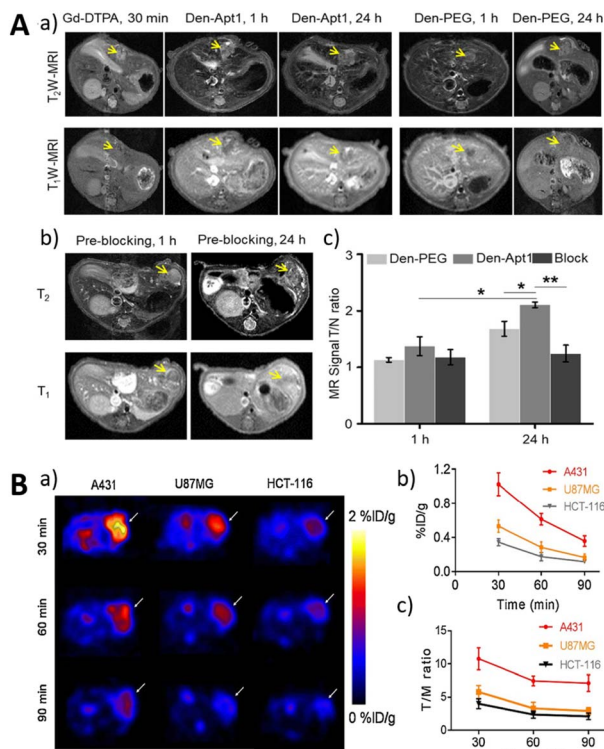 A a) Gd-DTPA, 30 min Den-Apt1, 1 h Den-Apt1, 24 h Den-PEG, 1 h Den-PEG, 24 h
T₂W-MRI
T₁W-MRI
b) Pre-blocking, 1 h Pre-blocking, 24 h
T₂
T₁
c) Den-PEG Den-Apt1 Block
MR Signal T/N ratio
3
2
1
0
* * **
1 h 24 h
B a) A431 U87MG HCT-116
30 min
60 min
90 min
2 %ID/g
0 %ID/g
b)
%ID/g
1.5
1.0
0.5
0.0
A431
U87MG
HCT-116
0 30 60 90
Time (min)
c)
T/M ratio
15
10
5
0
A431
U87MG
HCT-116
30 60 90